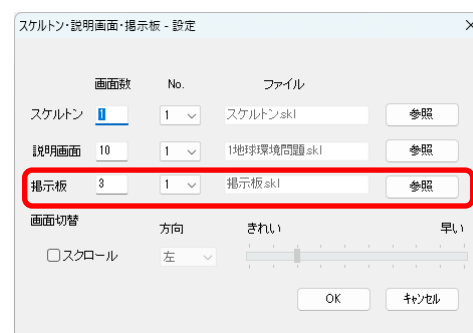 スケルトン・説明画面・掲示板 - 設定
画面数 No. ファイル
スケルトン 1 1 スケルトン.skl 参照
説明画面 10 1 1地球環境問題.skl 参照
掲示板 3 1 掲示板.skl 参照
画面切替 方向 きれい 早い
スクロール 左
OK キャンセル